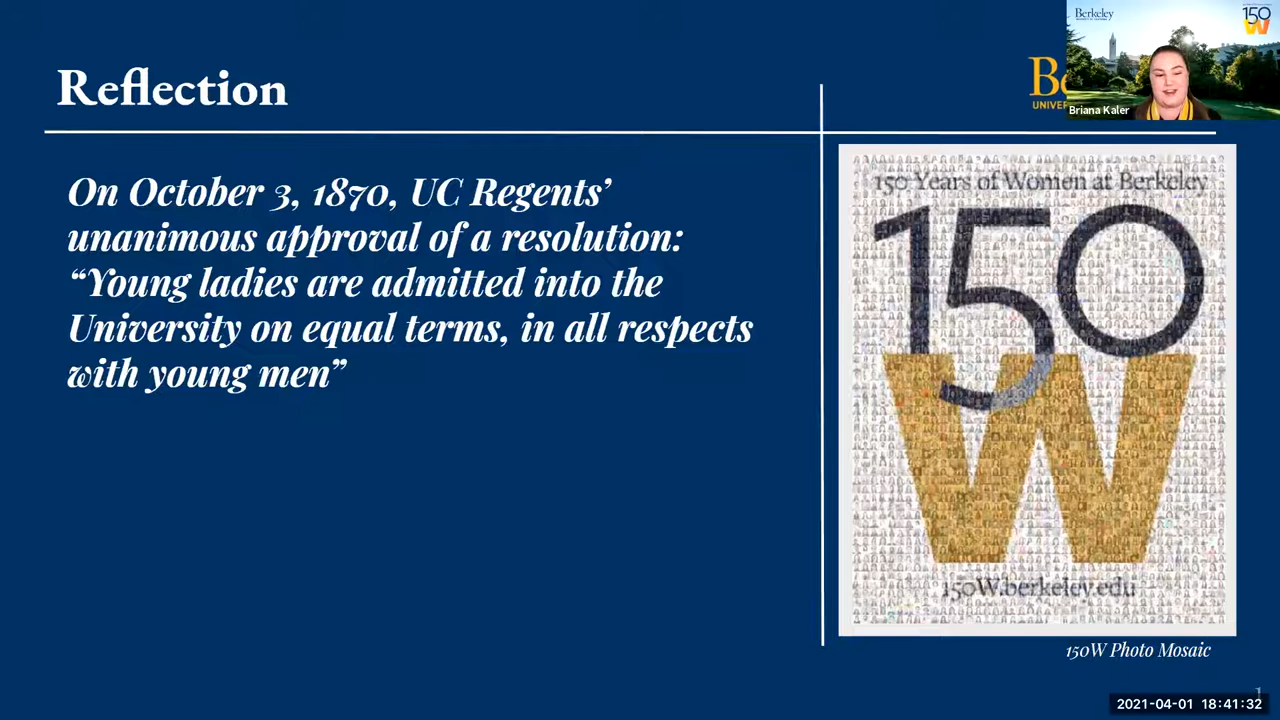 Berkeley
150
W
Reflection
Briana Kaler
On October 3, 1870, UC Regents’
unanimous approval of a resolution:
“Young ladies are admitted into the
University on equal terms, in all respects
with young men”
150 Years of Women at Berkeley
150
W
150W.berkeley.edu
150W Photo Mosaic
1
2021-04-01 18:41:32